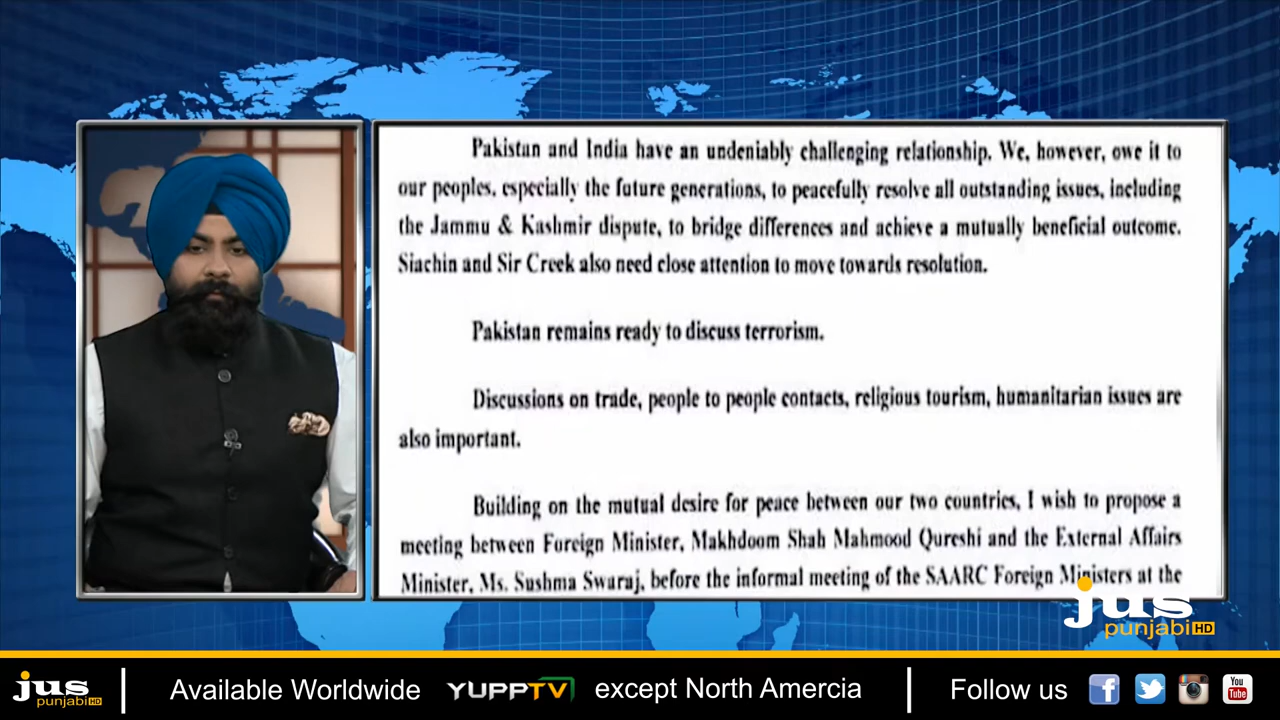 Pakistan and India have an undeniably challenging relationship. We, however, owe it to
our peoples, especially the future generations, to peacefully resolve all outstanding issues, including
the Jammu & Kashmir dispute, to bridge differences and achieve a mutually beneficial outcome.
Siachin and Sir Creek also need close attention to move towards resolution.
Pakistan remains ready to discuss terrorism.
Discussions on trade, people to people contacts, religious tourism, humanitarian issues are
also important.
Building on the mutual desire for peace between our two countries, I wish to propose a
meeting between Foreign Minister, Makhdoom Shah Mahmood Qureshi and the External Affairs
Minister, Ms. Sushma Swaraj, before the informal meeting of the SAARC Foreign Ministers at the
jus
punjabi HD
jus
punjabi HD
Available Worldwide YUPPTV except North Amercia
Follow us
You
Tube